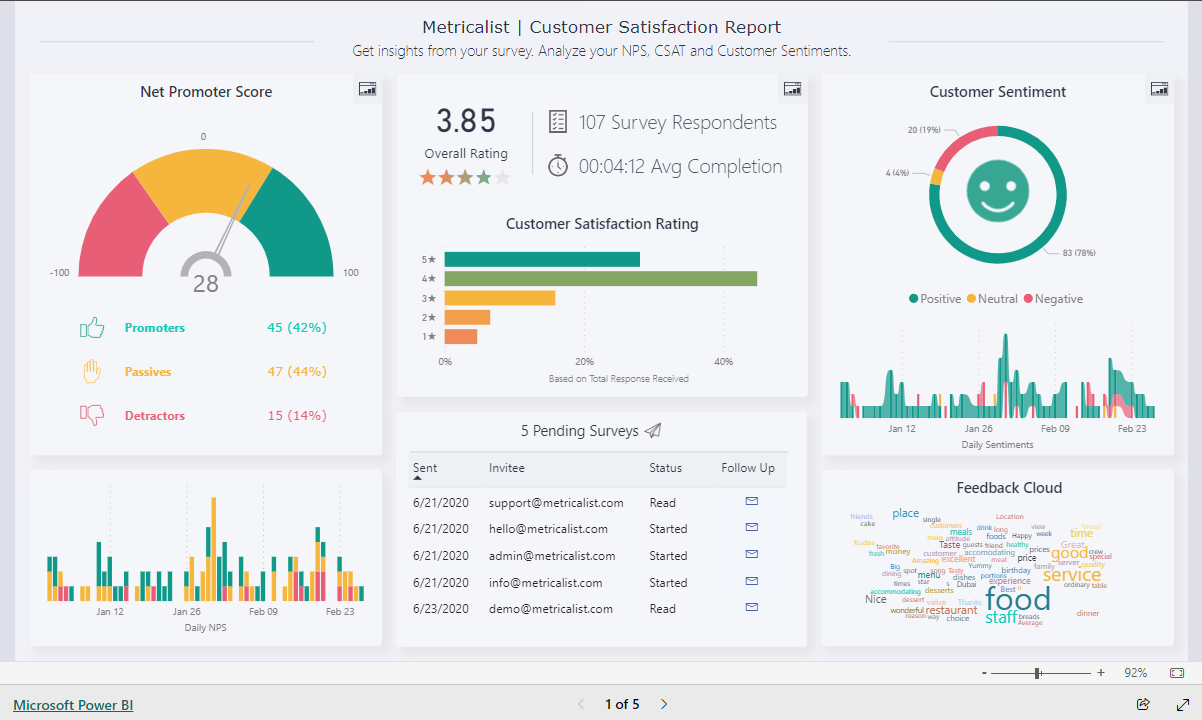 Metricalist | Customer Satisfaction Report
Get insights from your survey. Analyze your NPS, CSAT and Customer Sentiments.
Net Promoter Score
0
-100
100
28
Promoters 45 (42%)
Passives 47 (44%)
Detractors 15 (14%)
Jan 12 Jan 26 Feb 09 Feb 23
Daily NPS
3.85
Overall Rating
107 Survey Respondents
00:04:12 Avg Completion
Customer Satisfaction Rating
5★
4★
3★
2★
1★
0% 20% 40%
Based on Total Response Received
5 Pending Surveys
Sent Invitee Status Follow Up
6/21/2020 support@metricalist.com Read
6/21/2020 hello@metricalist.com Started
6/21/2020 admin@metricalist.com Started
6/21/2020 info@metricalist.com Started
6/23/2020 demo@metricalist.com Read
Customer Sentiment
20 (19%)
4 (4%)
83 (78%)
Positive Neutral Negative
Jan 12 Jan 26 Feb 09 Feb 23
Daily Sentiments
Feedback Cloud
friends place single Location
cake customers drink long view week time bread
meals foods Happy
main attitude
Kudos favorite Taste guests friend healthy prices Great crew
fresh money customer accomodating price good special
Amazing excellent meal server quality
Big spot song Tasty Yummy birthday family
dining menu dishes portions service
times star s Dubai experience ordinary table
accommodating desserts Best
Nice dessert value Thanks food
wonderful restaurant dinner
reason way choice staff breads
Average
- + 92%
Microsoft Power BI
1 of 5